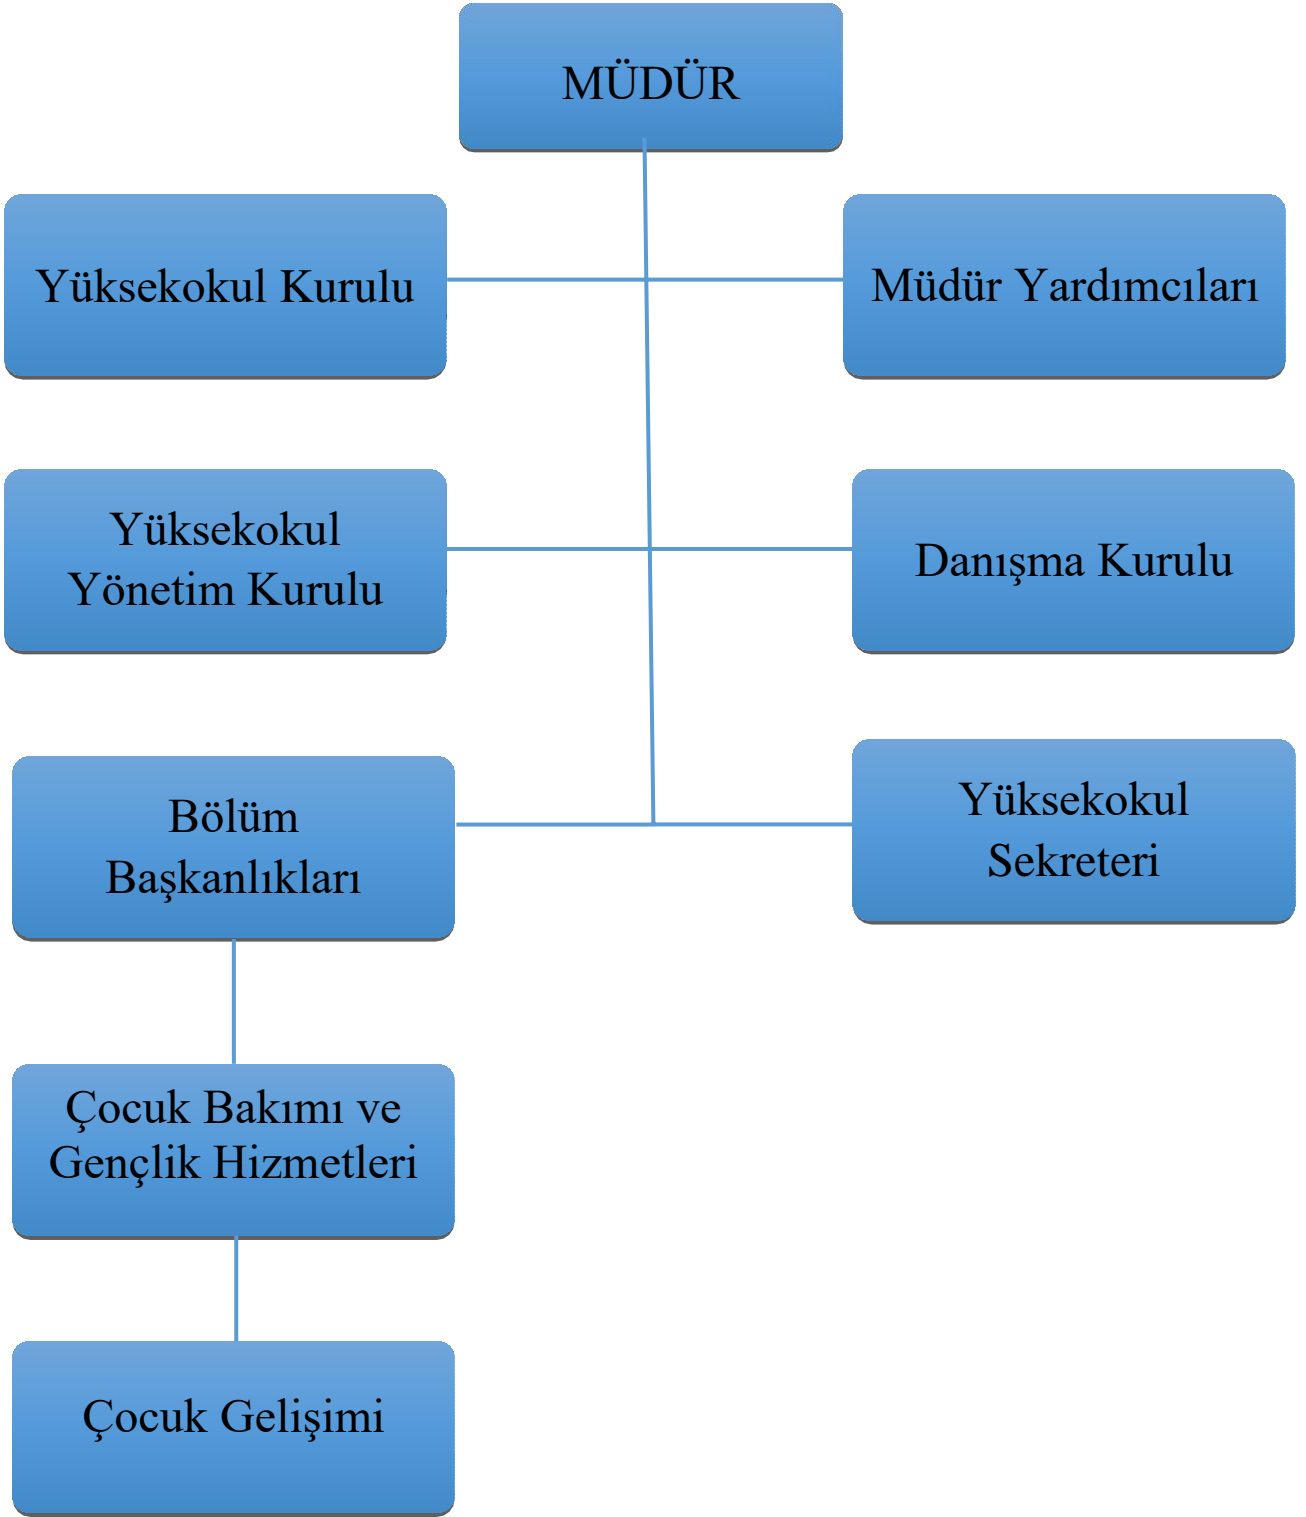 MÜDÜR
Yüksekokul Kurulu
Müdür Yardımcıları
Yüksekokul
Yönetim Kurulu
Danışma Kurulu
Bölüm
Başkanlıkları
Yüksekokul
Sekreteri
Çocuk Bakımı ve
Gençlik Hizmetleri
Çocuk Gelişimi